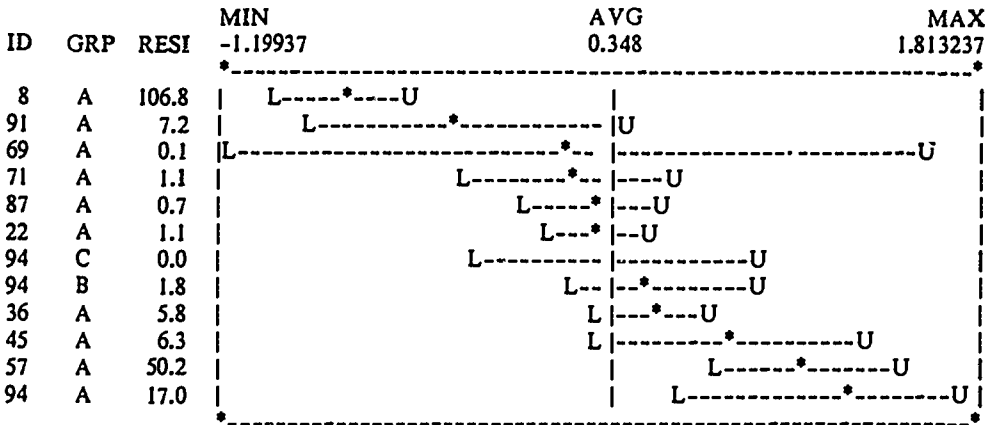 MIN AVG MAX
ID GRP RESI -1.19937 0.348 1.813237
*----------------------------------------------------------------------------*
8 A 106.8 | L-----*----U | |
91 A 7.2 | L-------------*--------------- |U |
69 A 0.1 |L----------------------------------*-- |--------------------------------U |
71 A 1.1 | L----------*-- |----U |
87 A 0.7 | L------* |---U |
22 A 1.1 | L---* |--U |
94 C 0.0 | L----------- |-------------U |
94 B 1.8 | L-- |--*---------U |
36 A 5.8 | L |---*---U |
45 A 6.3 | L |-----------*------------U |
57 A 50.2 | | L--------*--------U |
94 A 17.0 | | L----------------*----------U |
*----------------------------------------------------------------------------*